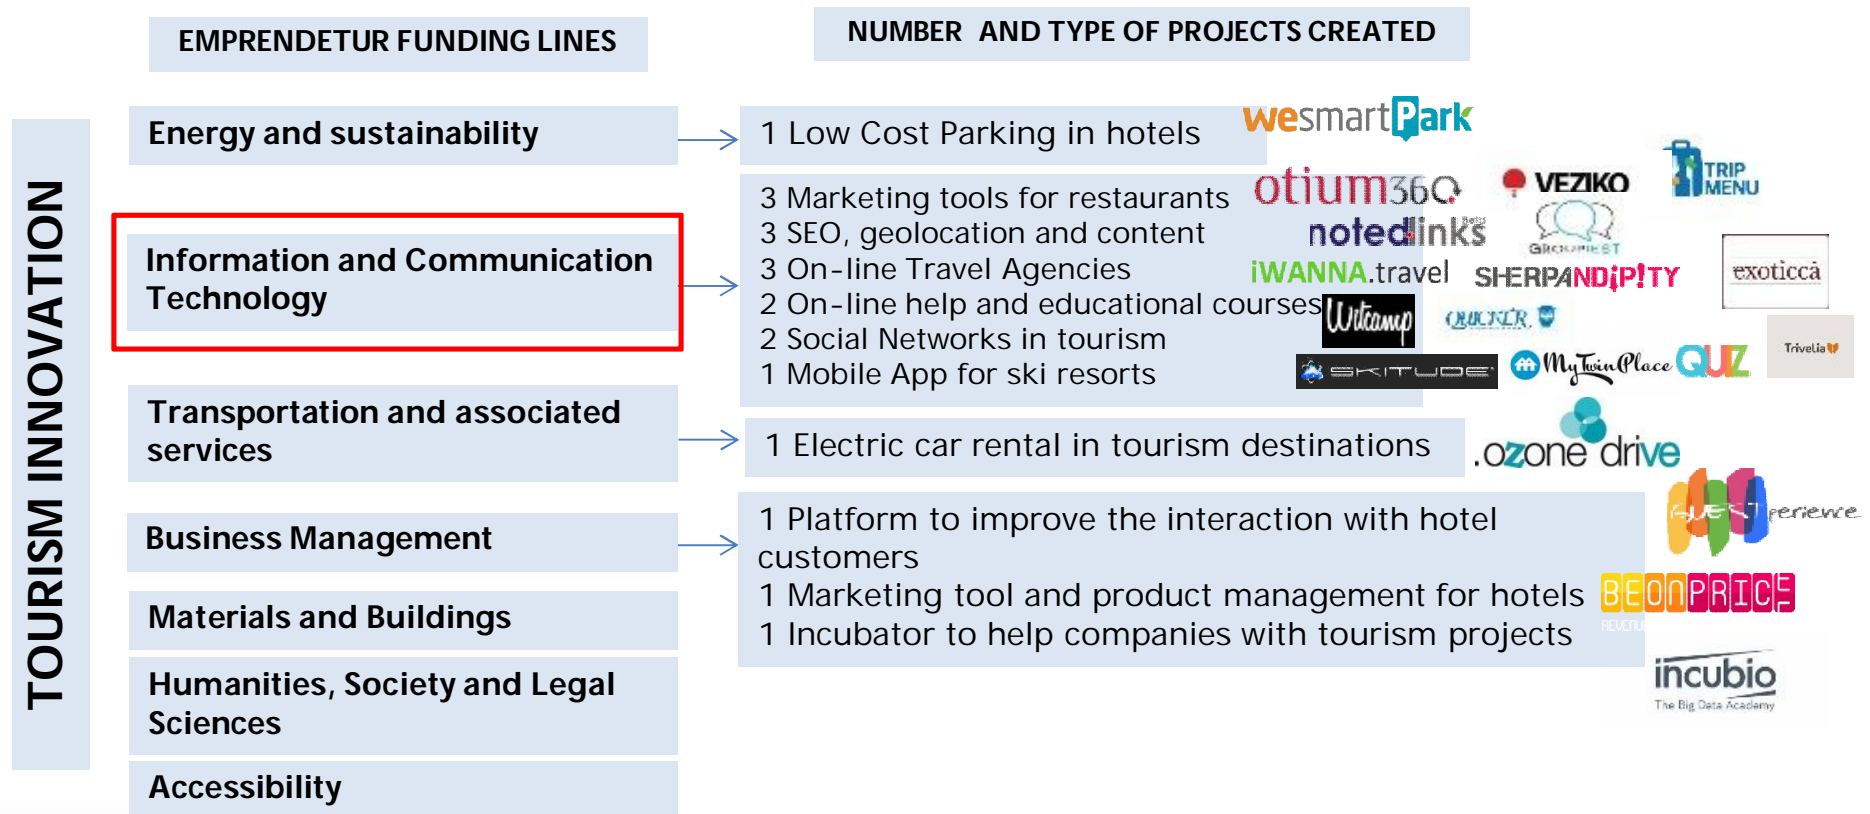 EMPRENDETUR FUNDING LINES
NUMBER AND TYPE OF PROJECTS CREATED
TOURISM INNOVATION
Energy and sustainability
1 Low Cost Parking in hotels
wesmartPark
Information and Communication
Technology
3 Marketing tools for restaurants
3 SEO, geolocation and content
3 On-line Travel Agencies
2 On-line help and educational courses
2 Social Networks in tourism
1 Mobile App for ski resorts
otium360
VEZIKO
TRIP
MENU
notedlinks
iWANNA.travel
SHERPANDiP!TY
exoticcà
Witcamp
SKITUDE
MyTwinPlace
QUIZ
Trivelia
Transportation and associated
services
1 Electric car rental in tourism destinations
.ozone drive
Business Management
1 Platform to improve the interaction with hotel
customers
1 Marketing tool and product management for hotels
1 Incubator to help companies with tourism projects
GUESTperience
BEONPRICE
REVENU
incubio
The Big Data Academy
Materials and Buildings
Humanities, Society and Legal
Sciences
Accessibility